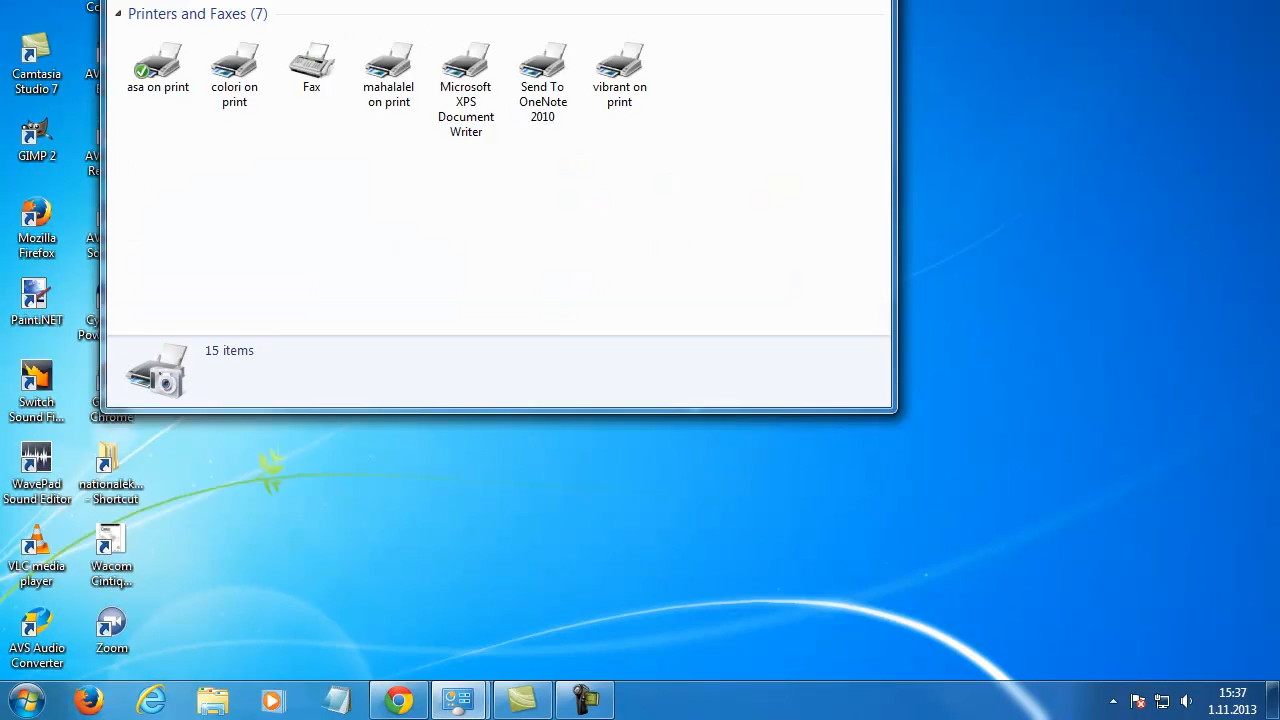 Printers and Faxes (7)
asa on print
colori on
print
Fax
mahalalel
on print
Microsoft
XPS
Document
Writer
Send To
OneNote
2010
vibrant on
print
15 items
Camtasia
Studio 7
GIMP 2
Mozilla
Firefox
Paint.NET
Switch
Sound Fi...
Chrome
WavePad
Sound Editor
nationalek...
- Shortcut
VLC media
player
Wacom
Cintiq...
AVS Audio
Converter
Zoom
15:37
1.11.2013